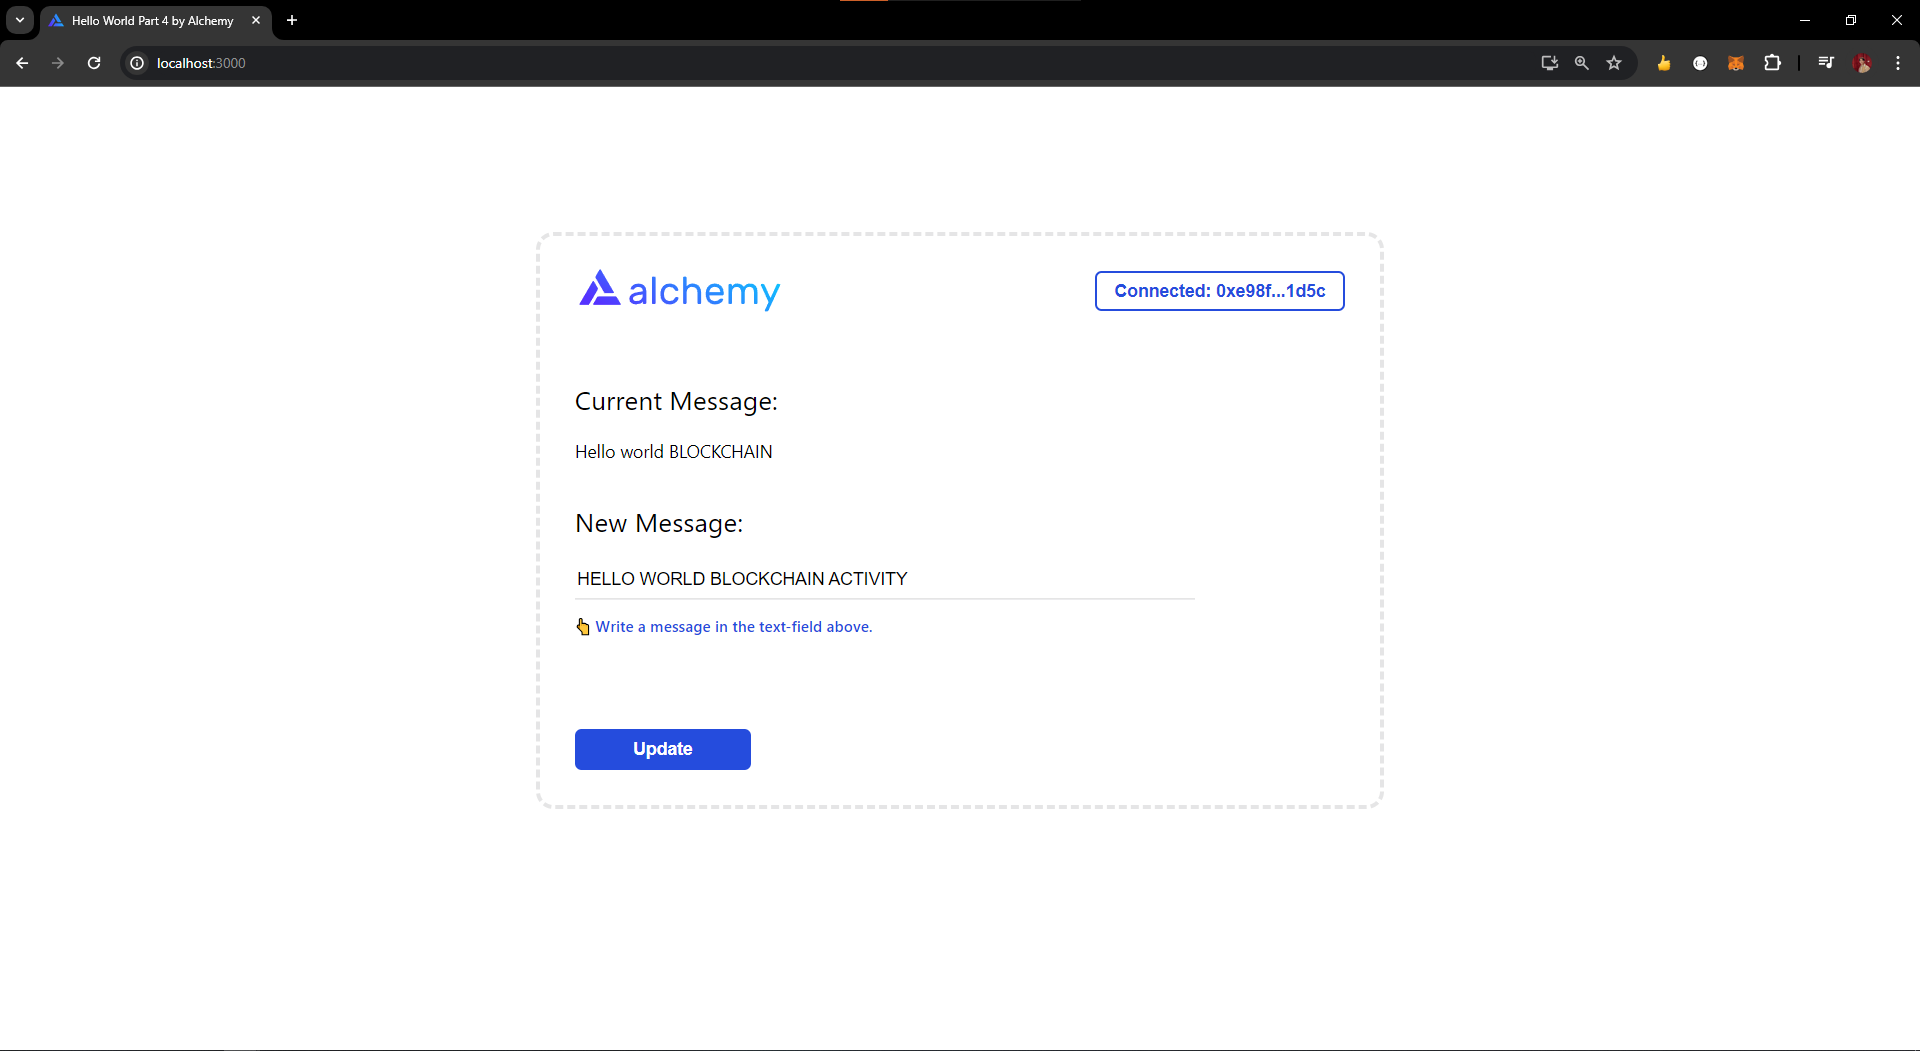 Hello World Part 4 by Alchemy
localhost:3000
alchemy
Connected: 0xe98f...1d5c
Current Message:
Hello world BLOCKCHAIN
New Message:
HELLO WORLD BLOCKCHAIN ACTIVITY
👆 Write a message in the text-field above.
Update